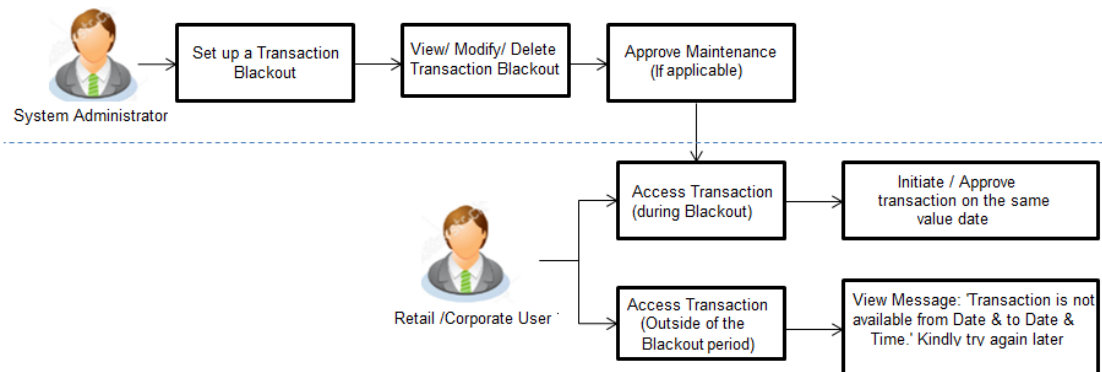 Set up a Transaction
Blackout
View/ Modify/ Delete
Transaction Blackout
Approve Maintenance
(If applicable)
System Administrator
Access Transaction
(during Blackout)
Initiate / Approve
transaction on the same
value date
Retail /Corporate User
Access Transaction
(Outside of the
Blackout period)
View Message: 'Transaction is not
available from Date & to Date &
Time.' Kindly try again later